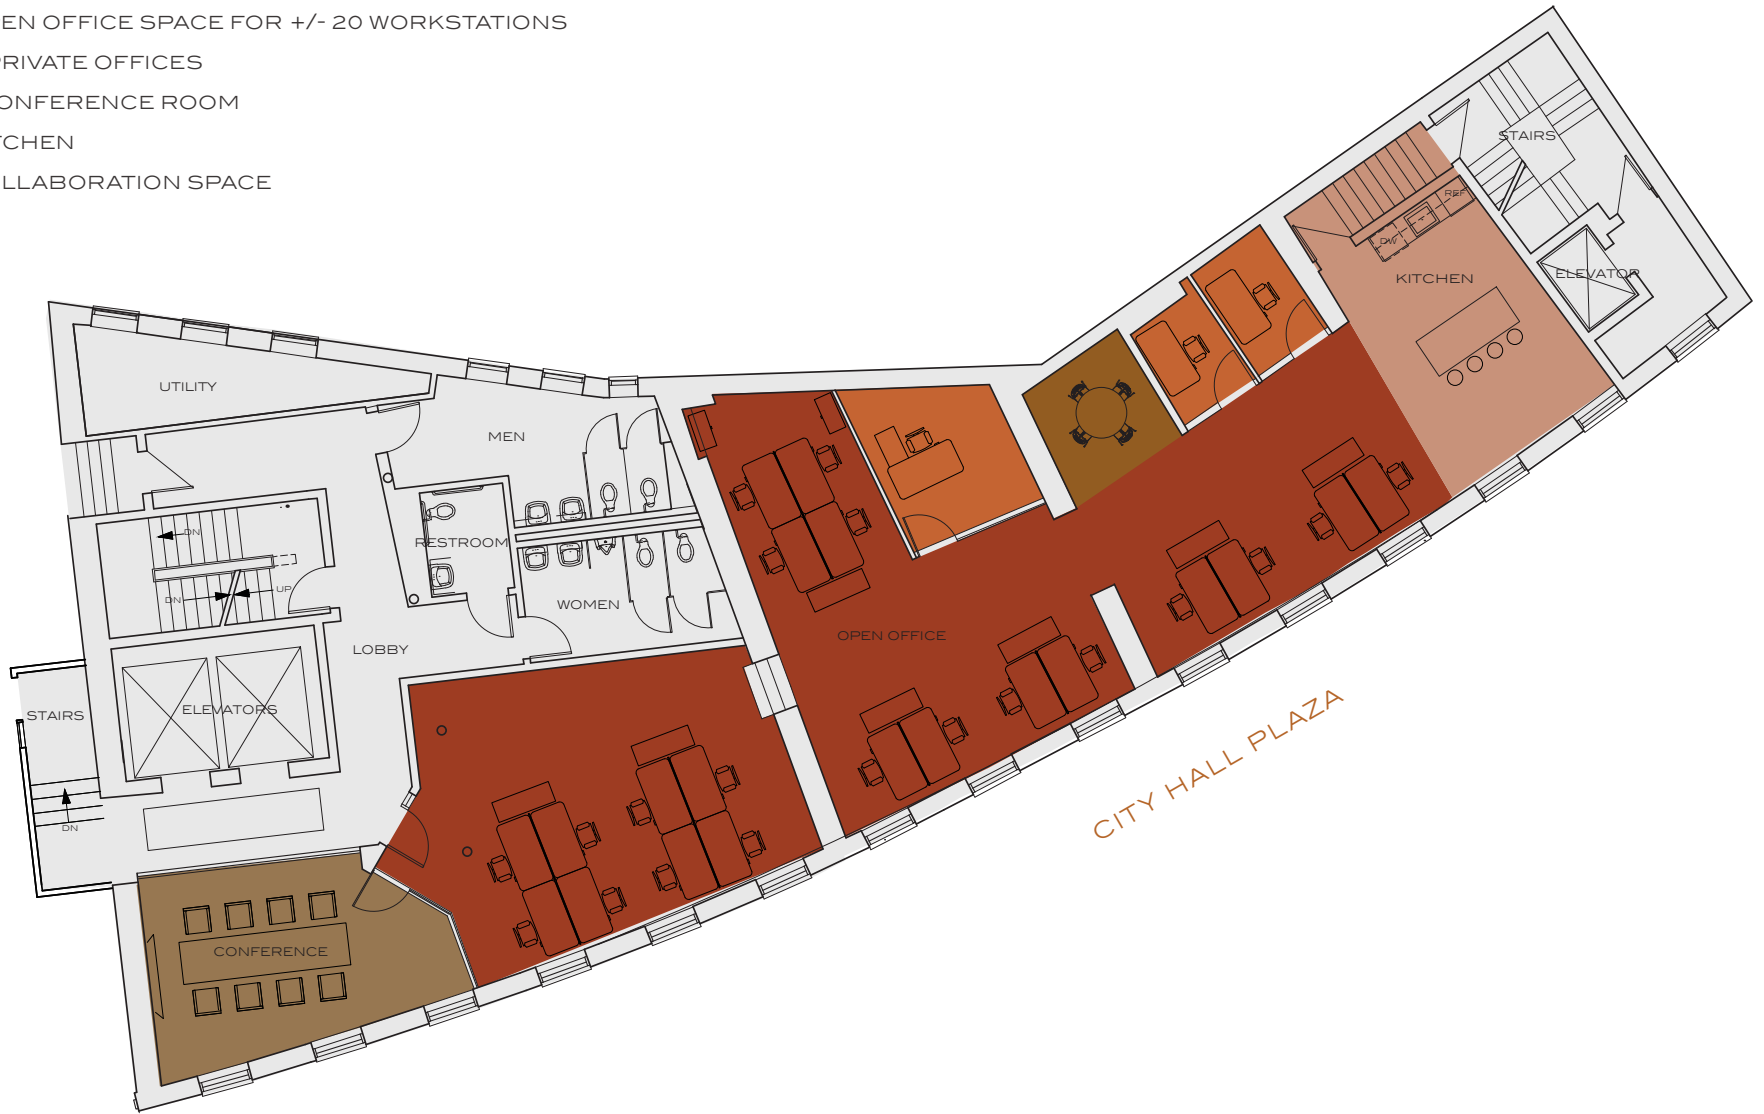 EN OFFICE SPACE FOR +/- 20 WORKSTATIONS
PRIVATE OFFICES
ONFERENCE ROOM
TCHEN
LLABORATION SPACE
STAIRS
REF
DW
KITCHEN
ELEVATOR
UTILITY
MEN
DN
RESTROOM
UP
DN
WOMEN
OPEN OFFICE
LOBBY
STAIRS
ELEVATORS
CITY HALL PLAZA
DN
CONFERENCE